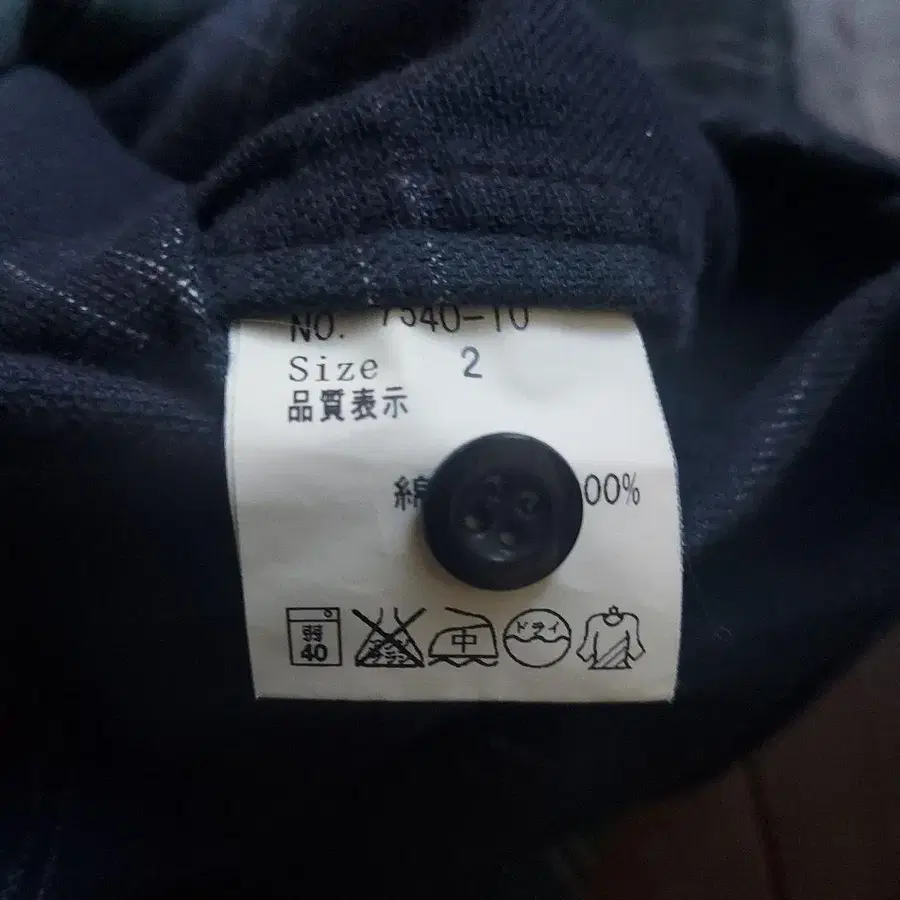 NO. 7540-10
Size 2
品質表示
綿 00%
弱 40 中 ドライ